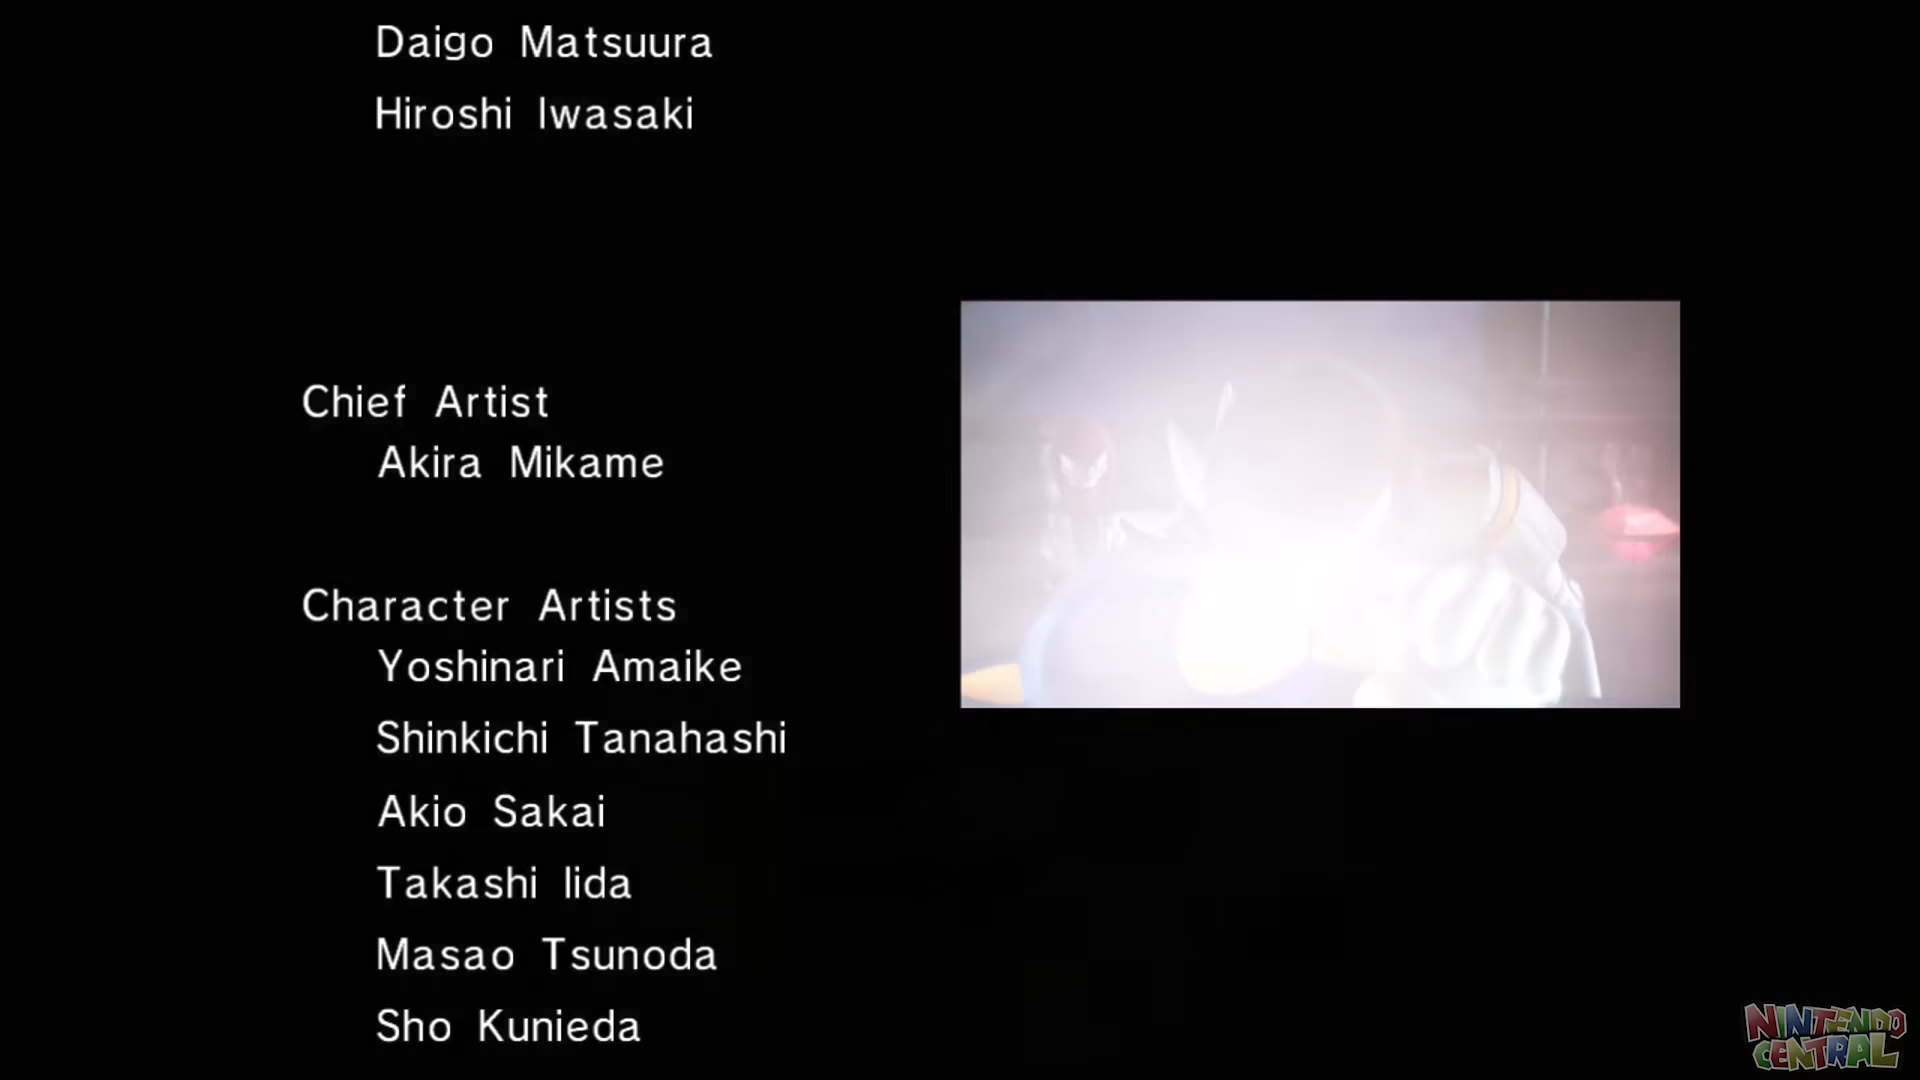 Daigo Matsuura
Hiroshi Iwasaki
Chief Artist
Akira Mikame
Character Artists
Yoshinari Amaike
Shinkichi Tanahashi
Akio Sakai
Takashi Iida
Masao Tsunoda
Sho Kunieda
NINTENDO
CENTRAL